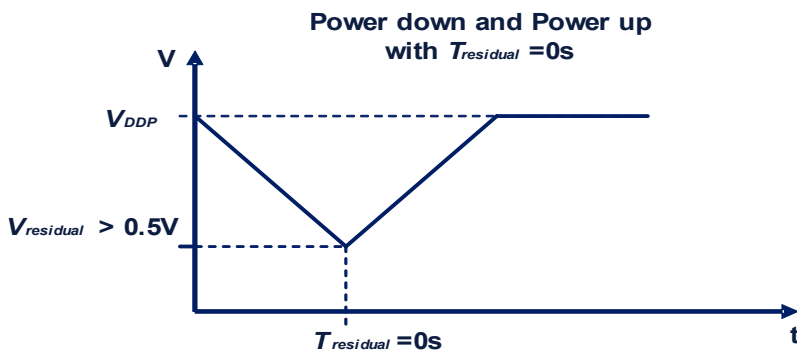 Power down and Power up
with Tresidual =0s
V
VDDP
Vresidual > 0.5V
t
Tresidual =0s